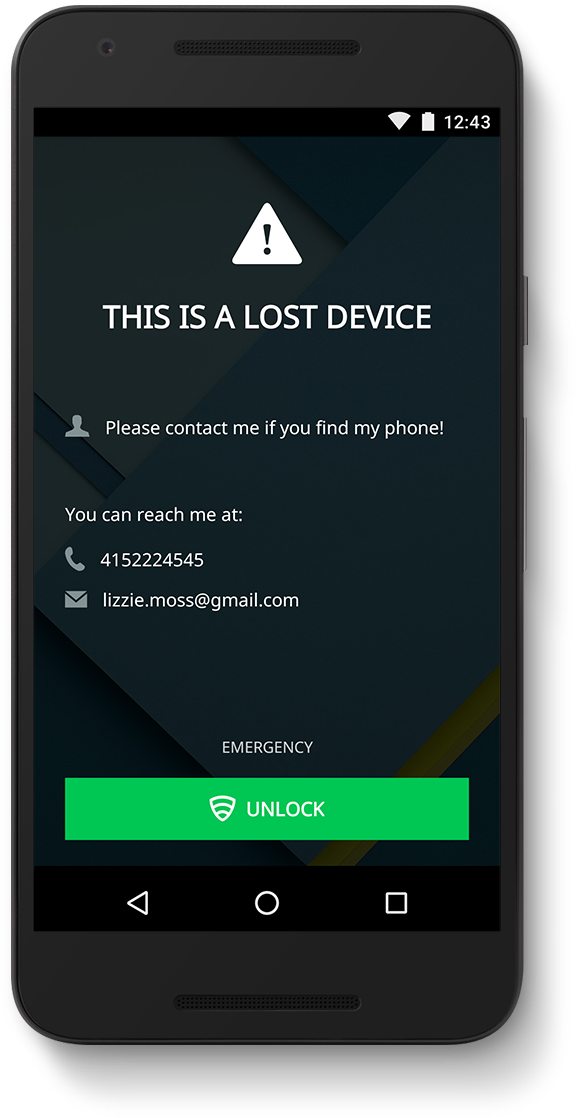 12:43
THIS IS A LOST DEVICE
Please contact me if you find my phone!
You can reach me at:
4152224545
lizzie.moss@gmail.com
EMERGENCY
UNLOCK